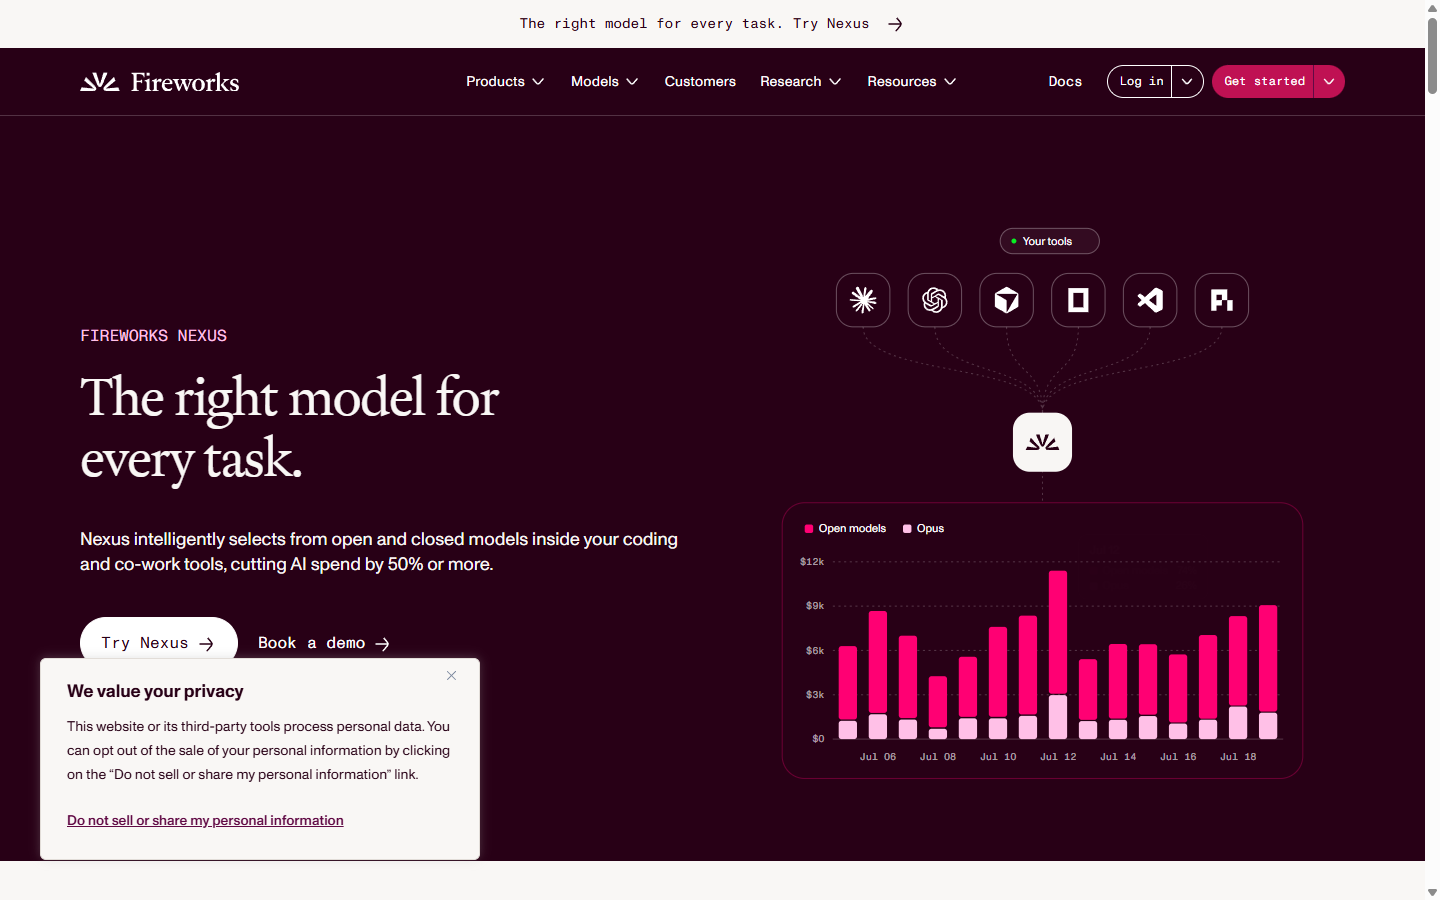 The right model for every task. Try Nexus
Fireworks
Products
Models
Customers
Research
Resources
Docs
Log in
Get started
Your tools
FIREWORKS NEXUS
The right model for
every task.
Nexus intelligently selects from open and closed models inside your coding
and co-work tools, cutting AI spend by 50% or more.
Try Nexus
Book a demo
Open models
Opus
$12k
$9k
$6k
$3k
$0
Jul 06
Jul 08
Jul 10
Jul 12
Jul 14
Jul 16
Jul 18
We value your privacy
This website or its third-party tools process personal data. You
can opt out of the sale of your personal information by clicking
on the “Do not sell or share my personal information” link.
Do not sell or share my personal information